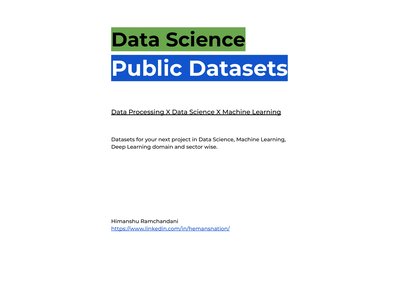 Data Science
Public Datasets
Data Processing X Data Science X Machine Learning
Datasets for your next project in Data Science, Machine Learning,
Deep Learning domain and sector wise.
Himanshu Ramchandani
https://www.linkedin.com/in/hemansnation/